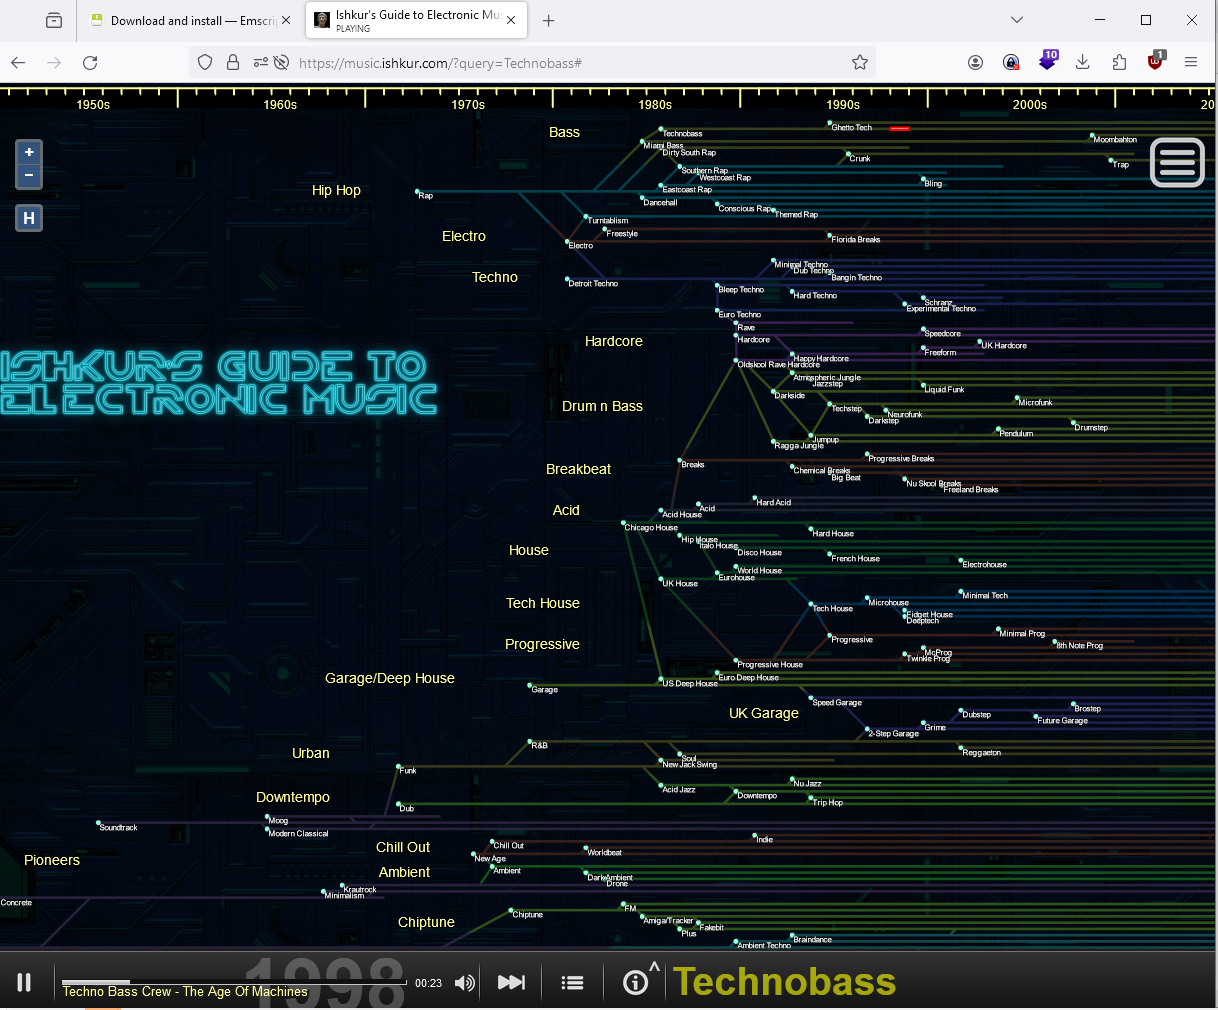 Download and install — Emscri
Ishkur's Guide to Electronic Mus
PLAYING
https://music.ishkur.com/?query=Technobass#
10
1
1950s 1960s 1970s 1980s 1990s 2000s 20
Bass
Technobass
Ghetto Tech
Miami Bass
Moombahton
Dirty South Rap
Crunk
Trap
Southern Rap
Westcoast Rap
Bling
Hip Hop
Rap
Eastcoast Rap
Dancehall
Conscious Rap
Themed Rap
Turntablism
Freestyle
Electro
Electro
Florida Breaks
Techno
Minimal Techno
Dub Techno
Bangin Techno
Detroit Techno
Bleep Techno
Hard Techno
Schranz
Experimental Techno
Euro Techno
Rave
Hardcore
Hardcore
Speedcore
UK Hardcore
Happy Hardcore
Freeform
Oldskool Rave Hardcore
ISHKUR'S GUIDE TO
ELECTRONIC MUSIC
Atmospheric Jungle
Jazzstep
Liquid Funk
Darkside
Microfunk
Drum n Bass
Techstep
Neurofunk
Darkstep
Drumstep
Pendulum
Jumpup
Ragga Jungle
Breakbeat
Breaks
Progressive Breaks
Chemical Breaks
Big Beat
Nu Skool Breaks
Freeland Breaks
Acid
Hard Acid
Acid
Acid House
Chicago House
Hip House
Hard House
Italo House
House
Disco House
French House
Electrohouse
World House
Eurohouse
UK House
Tech House
Minimal Tech
Microhouse
Tech House
Fidget House
Deeptech
Progressive
Minimal Prog
Progressive
8th Note Prog
McProg
Twinkle Prog
Progressive House
Garage/Deep House
Euro Deep House
US Deep House
Garage
UK Garage
Speed Garage
Brostep
Dubstep
Future Garage
Grime
2-Step Garage
Urban
R&B
Reggaeton
Soul
New Jack Swing
Funk
Nu Jazz
Acid Jazz
Downtempo
Downtempo
Trip Hop
Dub
Moog
Soundtrack
Modern Classical
Indie
Chill Out
Chill Out
Worldbeat
New Age
Pioneers
Ambient
Ambient
Dark Ambient
Drone
Krautrock
Minimalism
Concrete
Chiptune
Chiptune
FM
Amiga/Tracker
Fakebit
Plus
Braindance
Ambient Techno
+
−
H
1998
00:23
Techno Bass Crew - The Age Of Machines
Technobass